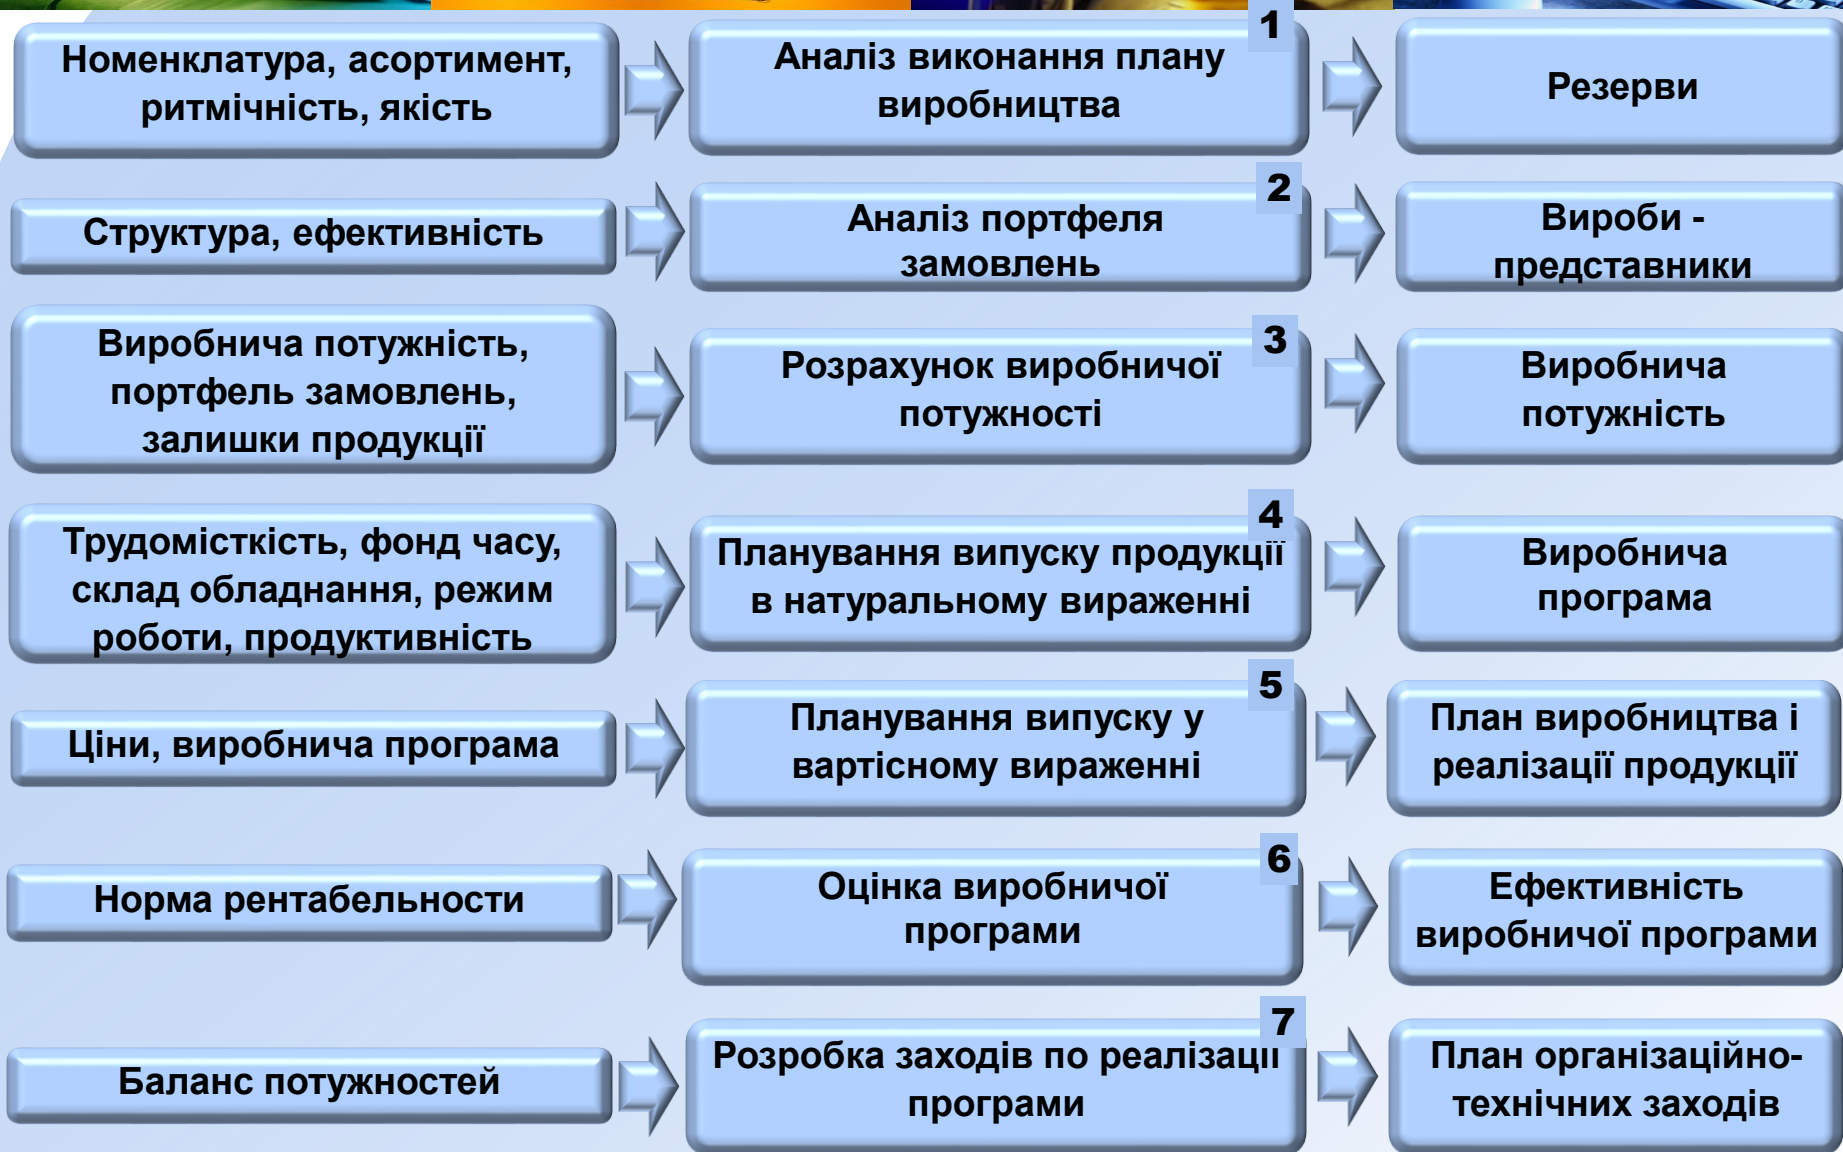 Номенклатура, асортимент,
ритмічність, якість
1
Аналіз виконання плану
виробництва
Резерви
Структура, ефективність
2
Аналіз портфеля
замовлень
Вироби -
представники
Виробнича потужність,
портфель замовлень,
залишки продукції
3
Розрахунок виробничої
потужності
Виробнича
потужність
Трудомісткість, фонд часу,
склад обладнання, режим
роботи, продуктивність
4
Планування випуску продукції
в натуральному вираженні
Виробнича
програма
Ціни, виробнича програма
5
Планування випуску у
вартісному вираженні
План виробництва і
реалізації продукції
Норма рентабельности
6
Оцінка виробничої
програми
Ефективність
виробничої програми
Баланс потужностей
7
Розробка заходів по реалізації
програми
План організаційно-
технічних заходів